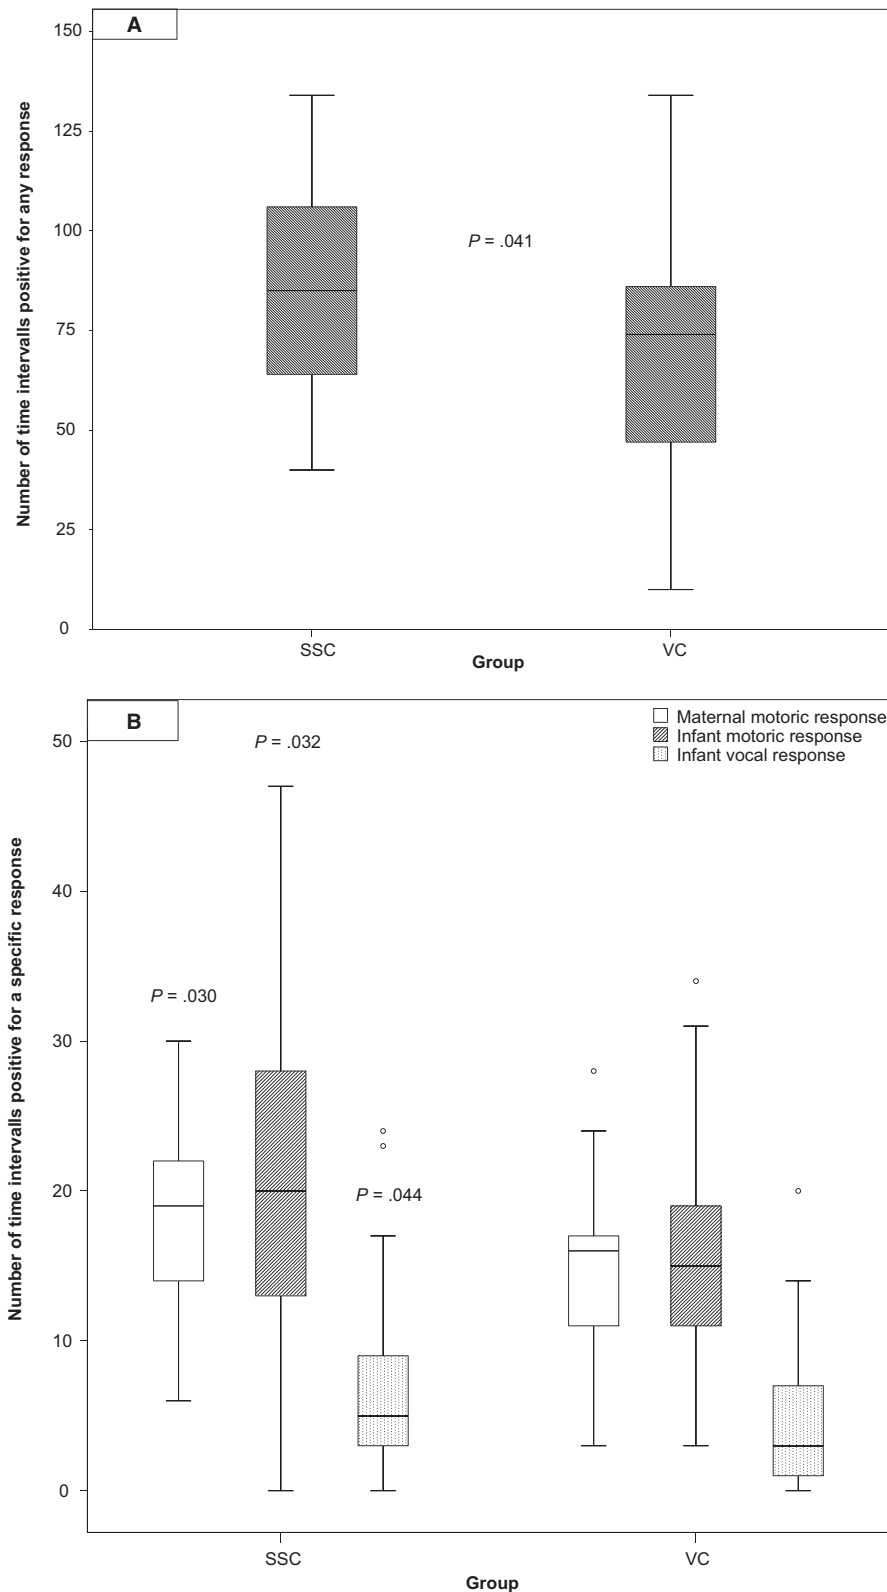 A
Number of time intervalls positive for any response
150
125
100
75
50
25
0
P = .041
SSC
VC
Group
B
Number of time intervalls positive for a specific response
Maternal motoric response
Infant motoric response
Infant vocal response
50
40
30
20
10
0
P = .032
P = .030
P = .044
SSC
VC
Group